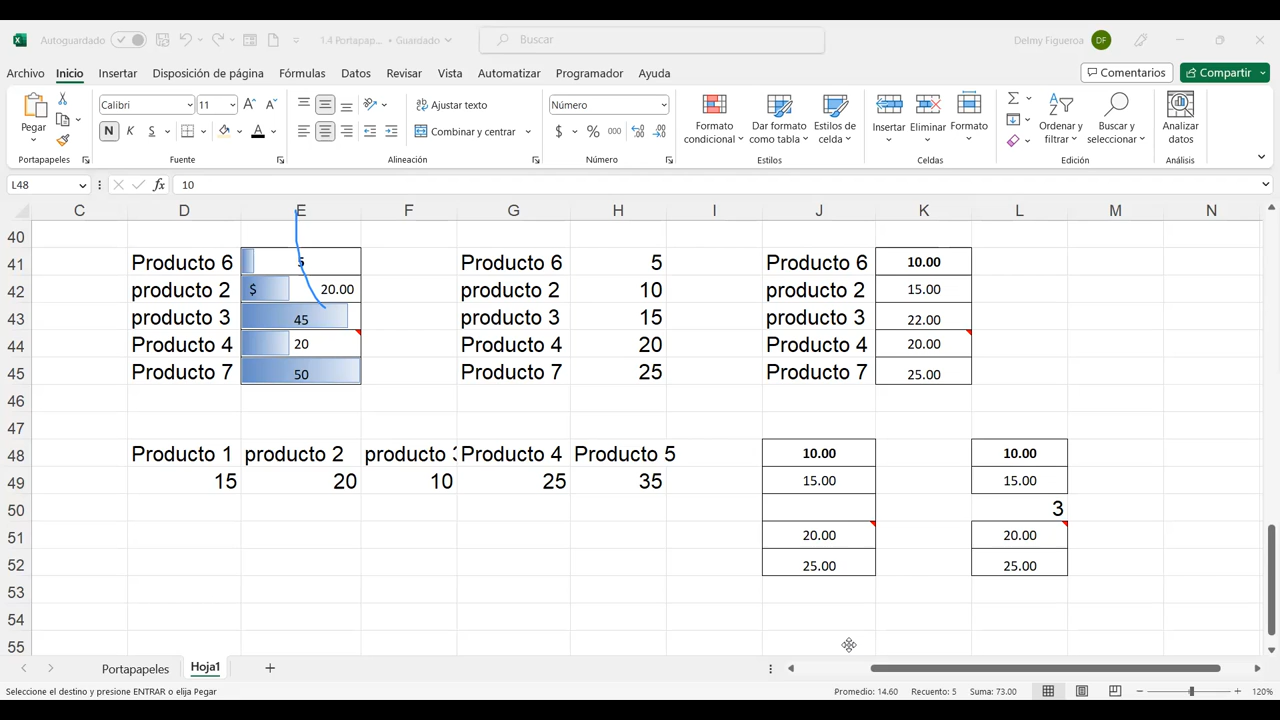 Autoguardado 1.4 Portapap... • Guardado Buscar Delmy Figueroa DF
Archivo Inicio Insertar Disposición de página Fórmulas Datos Revisar Vista Automatizar Programador Ayuda Comentarios Compartir
Pegar Calibri 11 Ajustar texto Número Formato condicional Dar formato como tabla Estilos de celda Insertar Eliminar Formato Ordenar y filtrar Buscar y seleccionar Analizar datos
N K S A Combinar y centrar $ % 000
Portapapeles Fuente Alineación Número Estilos Celdas Edición Análisis
L48 fx 10
C D E F G H I J K L M N
40
41 Producto 6 5 Producto 6 5 Producto 6 10.00
42 producto 2 $ 20.00 producto 2 10 producto 2 15.00
43 producto 3 45 producto 3 15 producto 3 22.00
44 Producto 4 20 Producto 4 20 Producto 4 20.00
45 Producto 7 50 Producto 7 25 Producto 7 25.00
46
47
48 Producto 1 producto 2 producto Producto 4 Producto 5 10.00 10.00
49 15 20 10 25 35 15.00 15.00
50 3
51 20.00 20.00
52 25.00 25.00
53
54
55
Portapapeles Hoja1
Seleccione el destino y presione ENTRAR o elija Pegar Promedio: 14.60 Recuento: 5 Suma: 73.00 120%